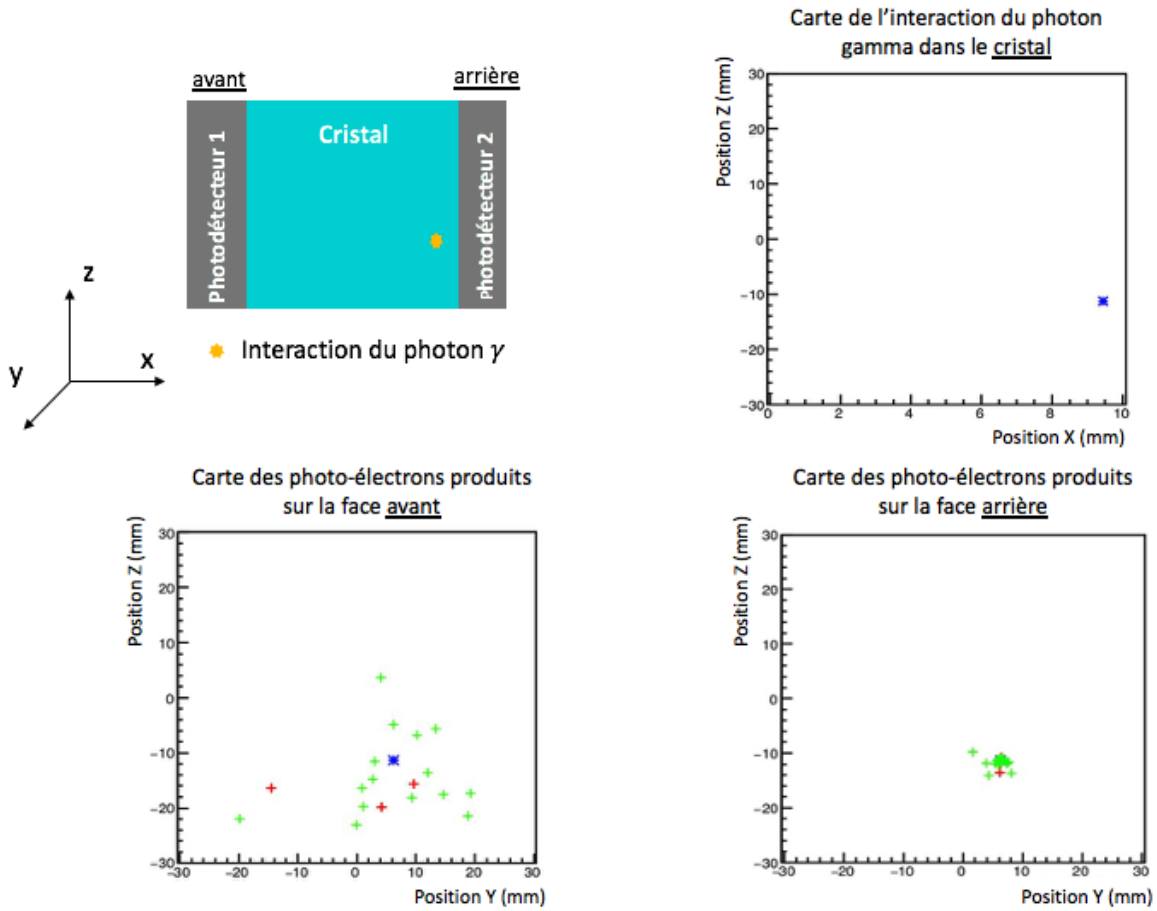 Carte de l’interaction du photon
gamma dans le cristal
avant
arrière
Photodétecteur 1
Cristal
Photodétecteur 2
z
y
x
Interaction du photon γ
Position Z (mm)
30
20
10
0
−10
−20
−30
0
2
4
6
8
10
Position X (mm)
Carte des photo-électrons produits
sur la face avant
Position Z (mm)
30
20
10
0
−10
−20
−30
−30
−20
−10
0
10
20
30
Position Y (mm)
Carte des photo-électrons produits
sur la face arrière
Position Z (mm)
30
20
10
0
−10
−20
−30
−30
−20
−10
0
10
20
30
Position Y (mm)